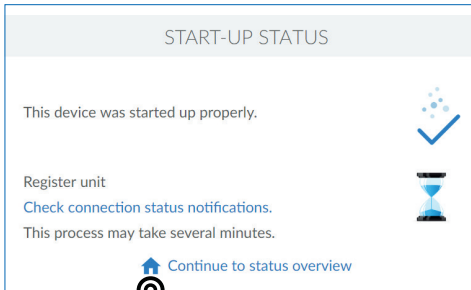 START-UP STATUS
This device was started up properly.
Register unit
Check connection status notifications.
This process may take several minutes.
Continue to status overview